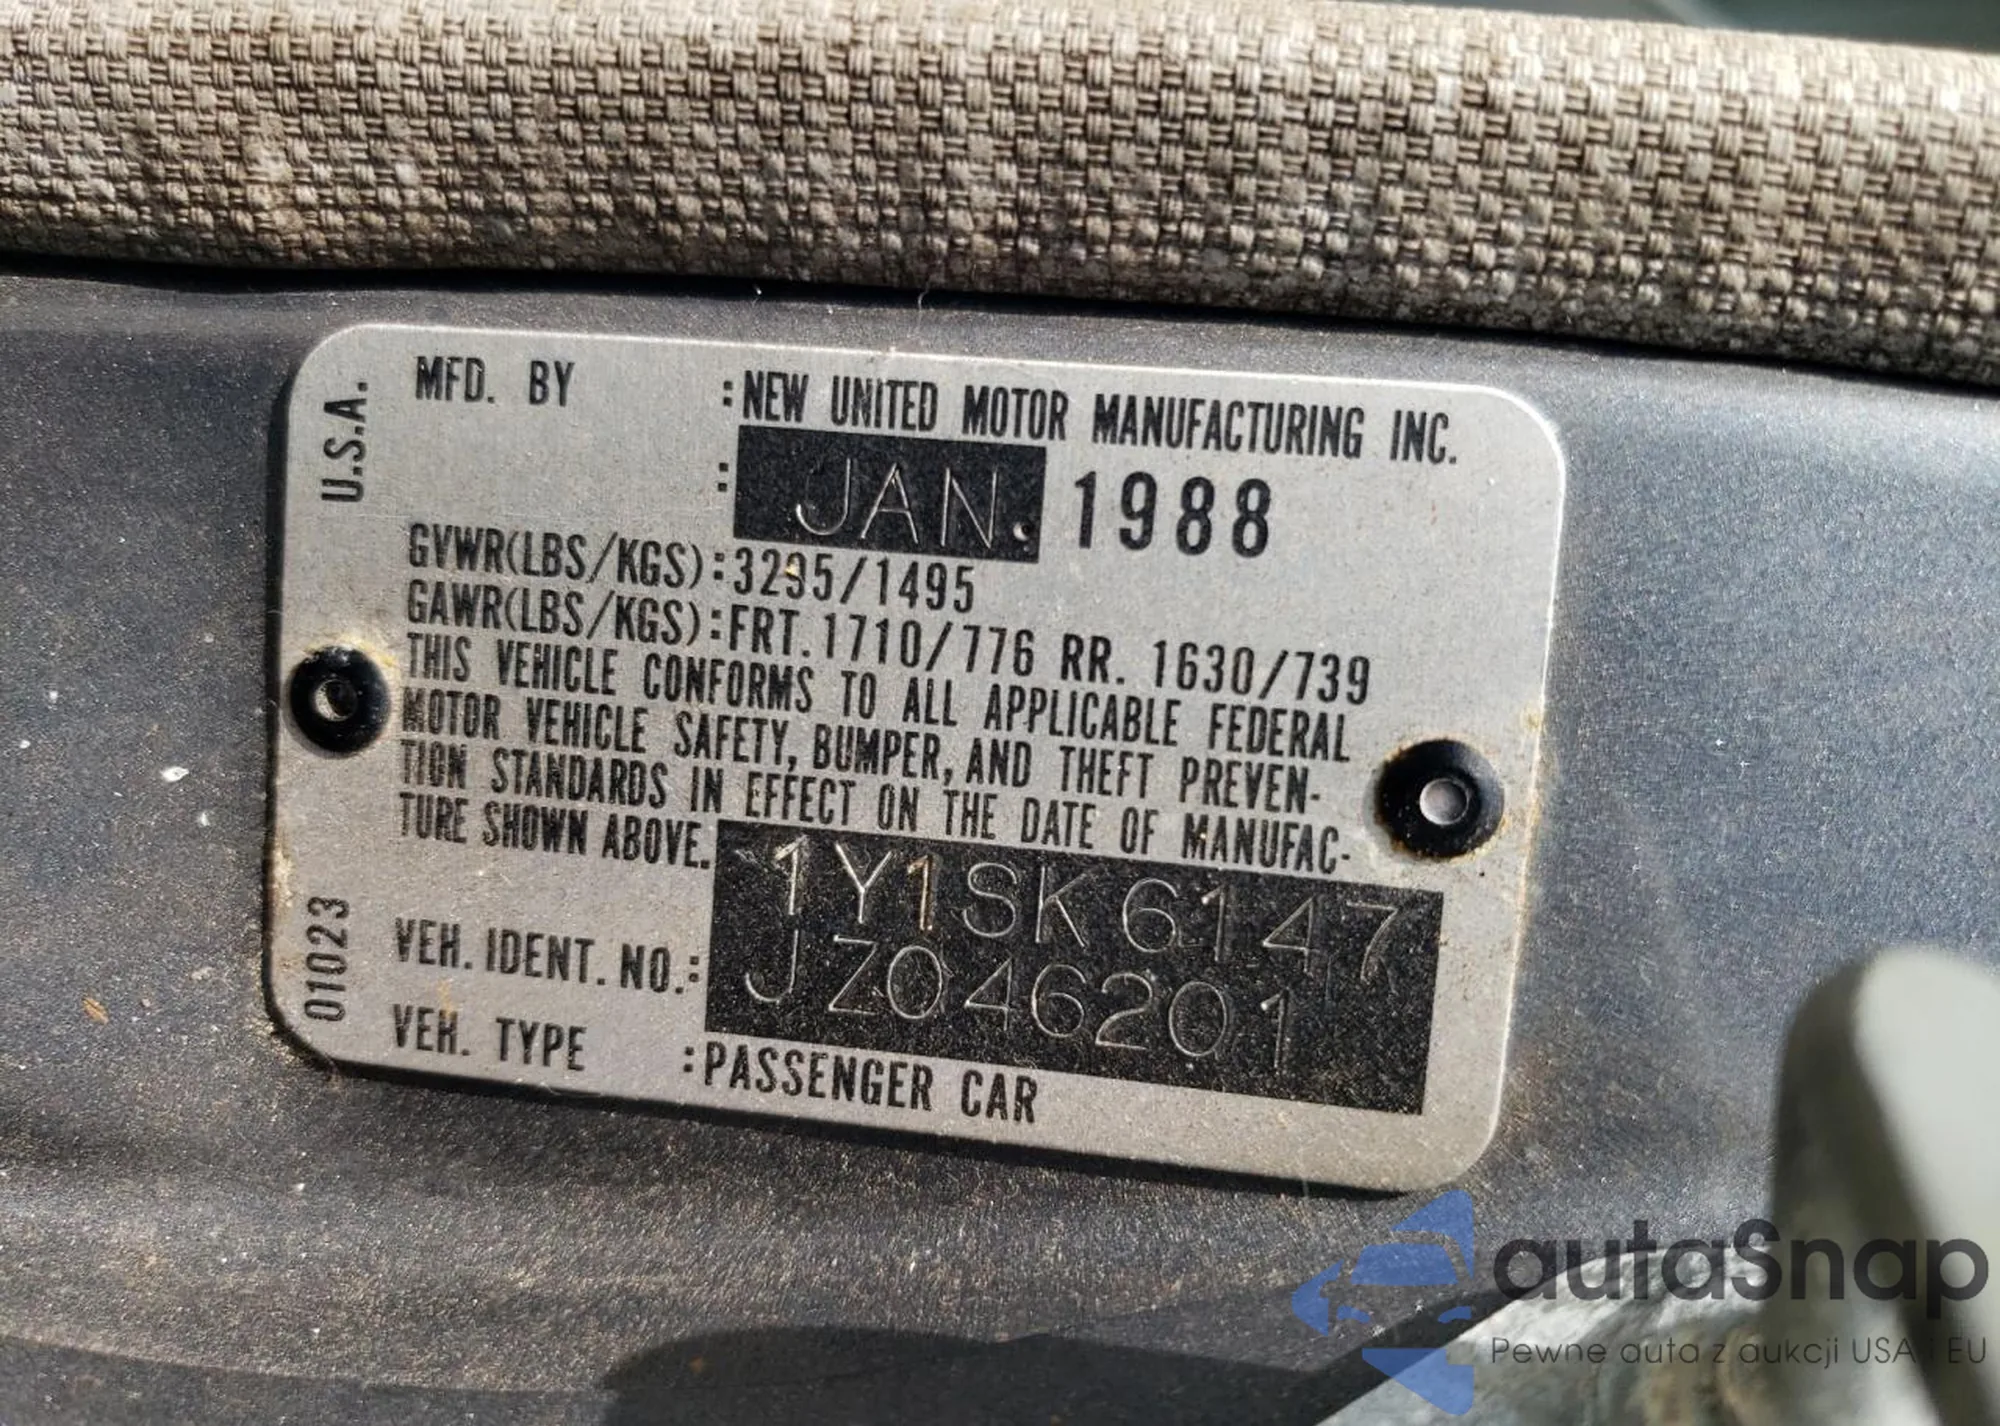 U.S.A.
MFD. BY :NEW UNITED MOTOR MANUFACTURING INC.
: JAN. 1988
GVWR(LBS/KGS):3295/1495
GAWR(LBS/KGS):FRT.1710/776 RR. 1630/739
THIS VEHICLE CONFORMS TO ALL APPLICABLE FEDERAL
MOTOR VEHICLE SAFETY, BUMPER, AND THEFT PREVEN-
TION STANDARDS IN EFFECT ON THE DATE OF MANUFAC-
TURE SHOWN ABOVE.
1Y1SK6147
VEH. IDENT. NO.: JZ046201
VEH. TYPE :PASSENGER CAR
010023
autaSnap
Pewne auta z aukcji USA i EU